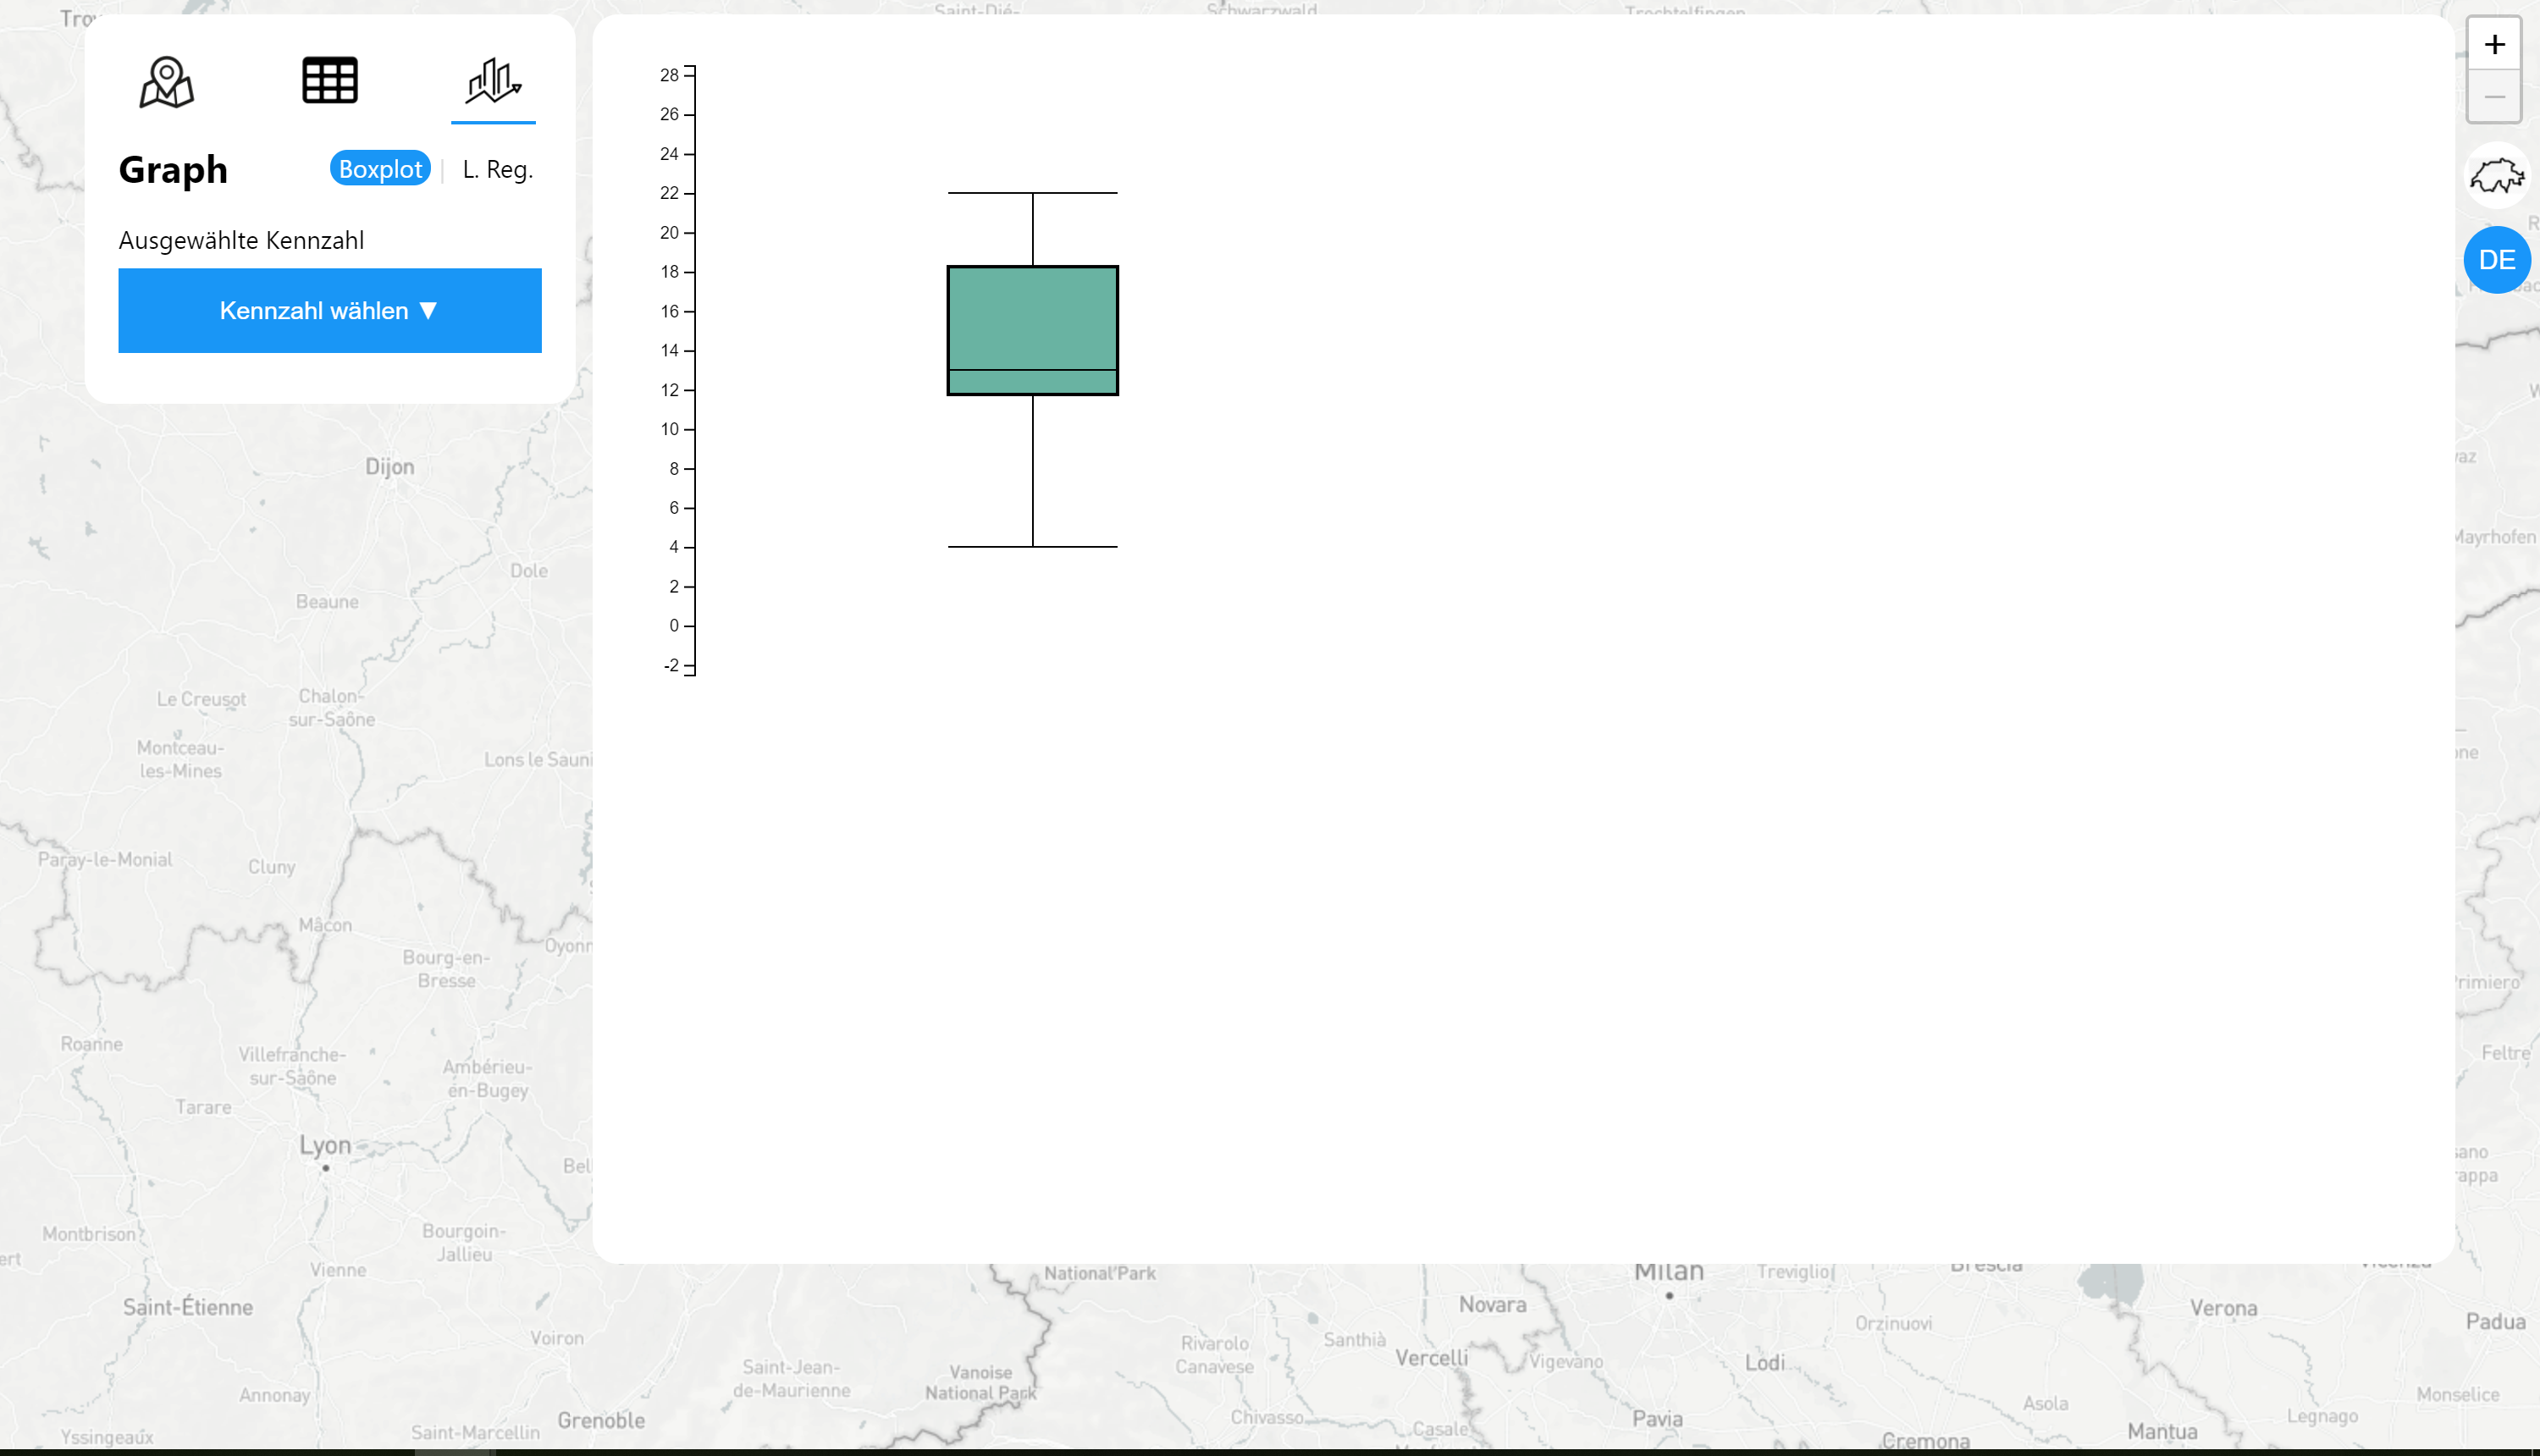 Saint-Dié-
Schwarzwald
Trochtelfingen
Graph
Boxplot
L. Reg.
Ausgewählte Kennzahl
Kennzahl wählen ▼
28
26
24
22
20
18
16
14
12
10
8
6
4
2
0
-2
+
−
DE
Dijon
Dole
Beaune
Le Creusot
Chalon-
sur-Saône
Montceau-
les-Mines
Lons le Sauni
Paray-le-Monial
Cluny
Mâcon
Oyonn
Bourg-en-
Bresse
Roanne
Villefranche-
sur-Saône
Ambérieu-
en-Bugey
Tarare
Lyon
Bel
Montbrison
Bourgoin-
Jallieu
Vienne
Saint-Étienne
Voiron
Annonay
Saint-Marcellin
Grenoble
Yssingeaux
Saint-Jean-
de-Maurienne
Vanoise
National Park
National Park
Rivarolo
Canavese
Chivasso
Santhià
Vercelli
Casale
Novara
Vigevano
Milan
Treviglio
Brescia
Lodi
Pavia
Orzinuovi
Cremona
Asola
Mantua
Vicenza
Verona
Legnago
Padua
Monselice
Mayrhofen
Primiero
Feltre